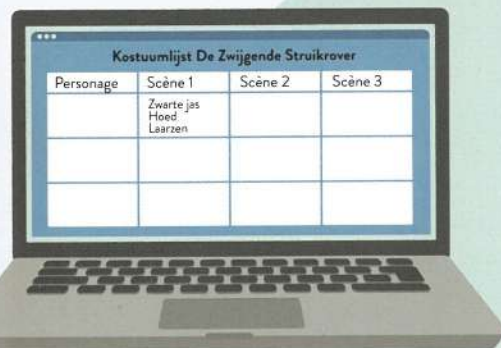 Kostuumlijst De Zwijgende Struikrover
Personage Scène 1 Scène 2 Scène 3
Zwarte jas
Hoed
Laarzen